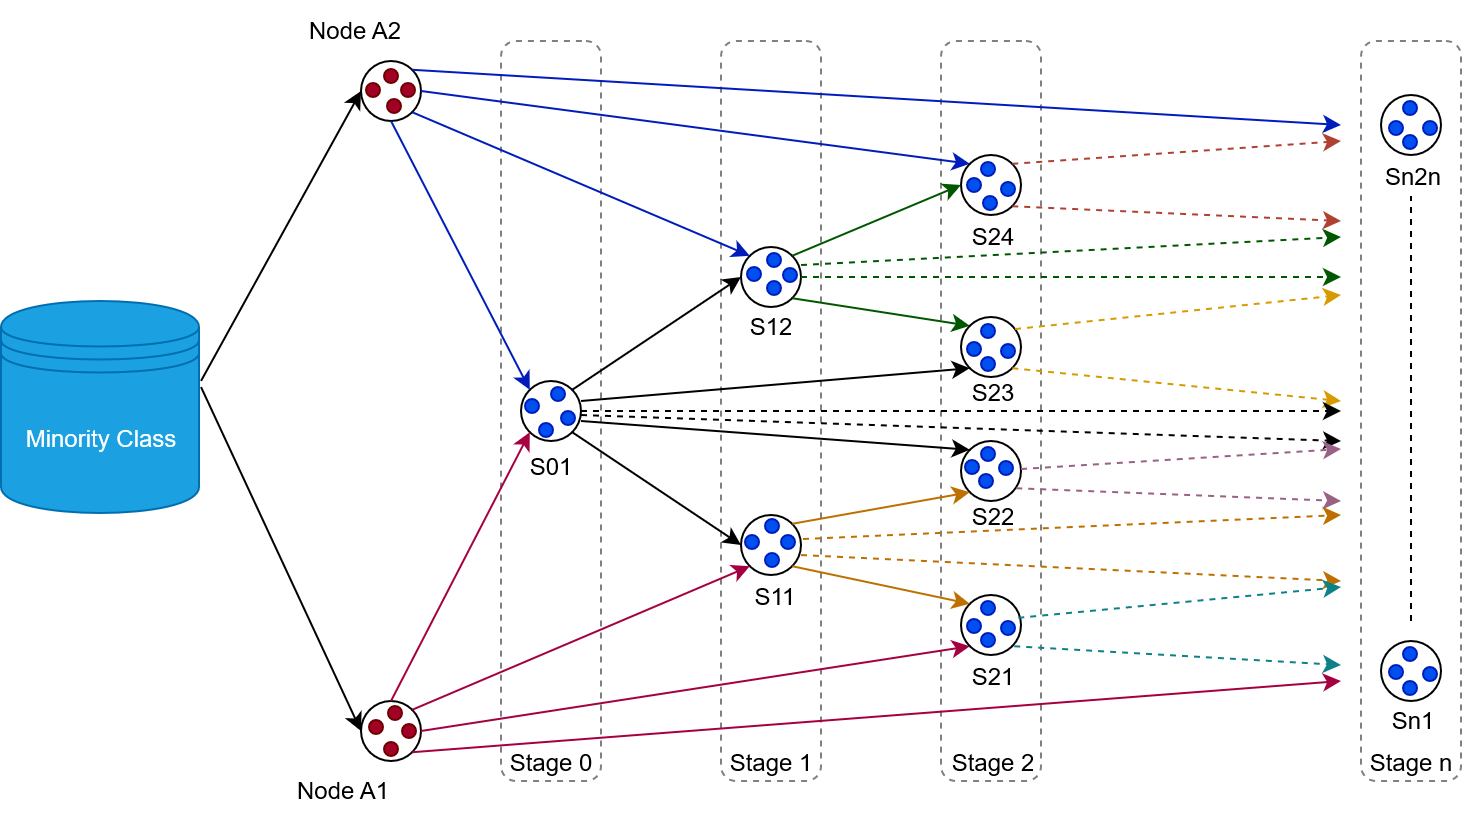 Node A2
Sn2n
S24
S12
S23
Minority Class
S01
S22
S11
S21
Sn1
Stage 0
Stage 1
Stage 2
Stage n
Node A1